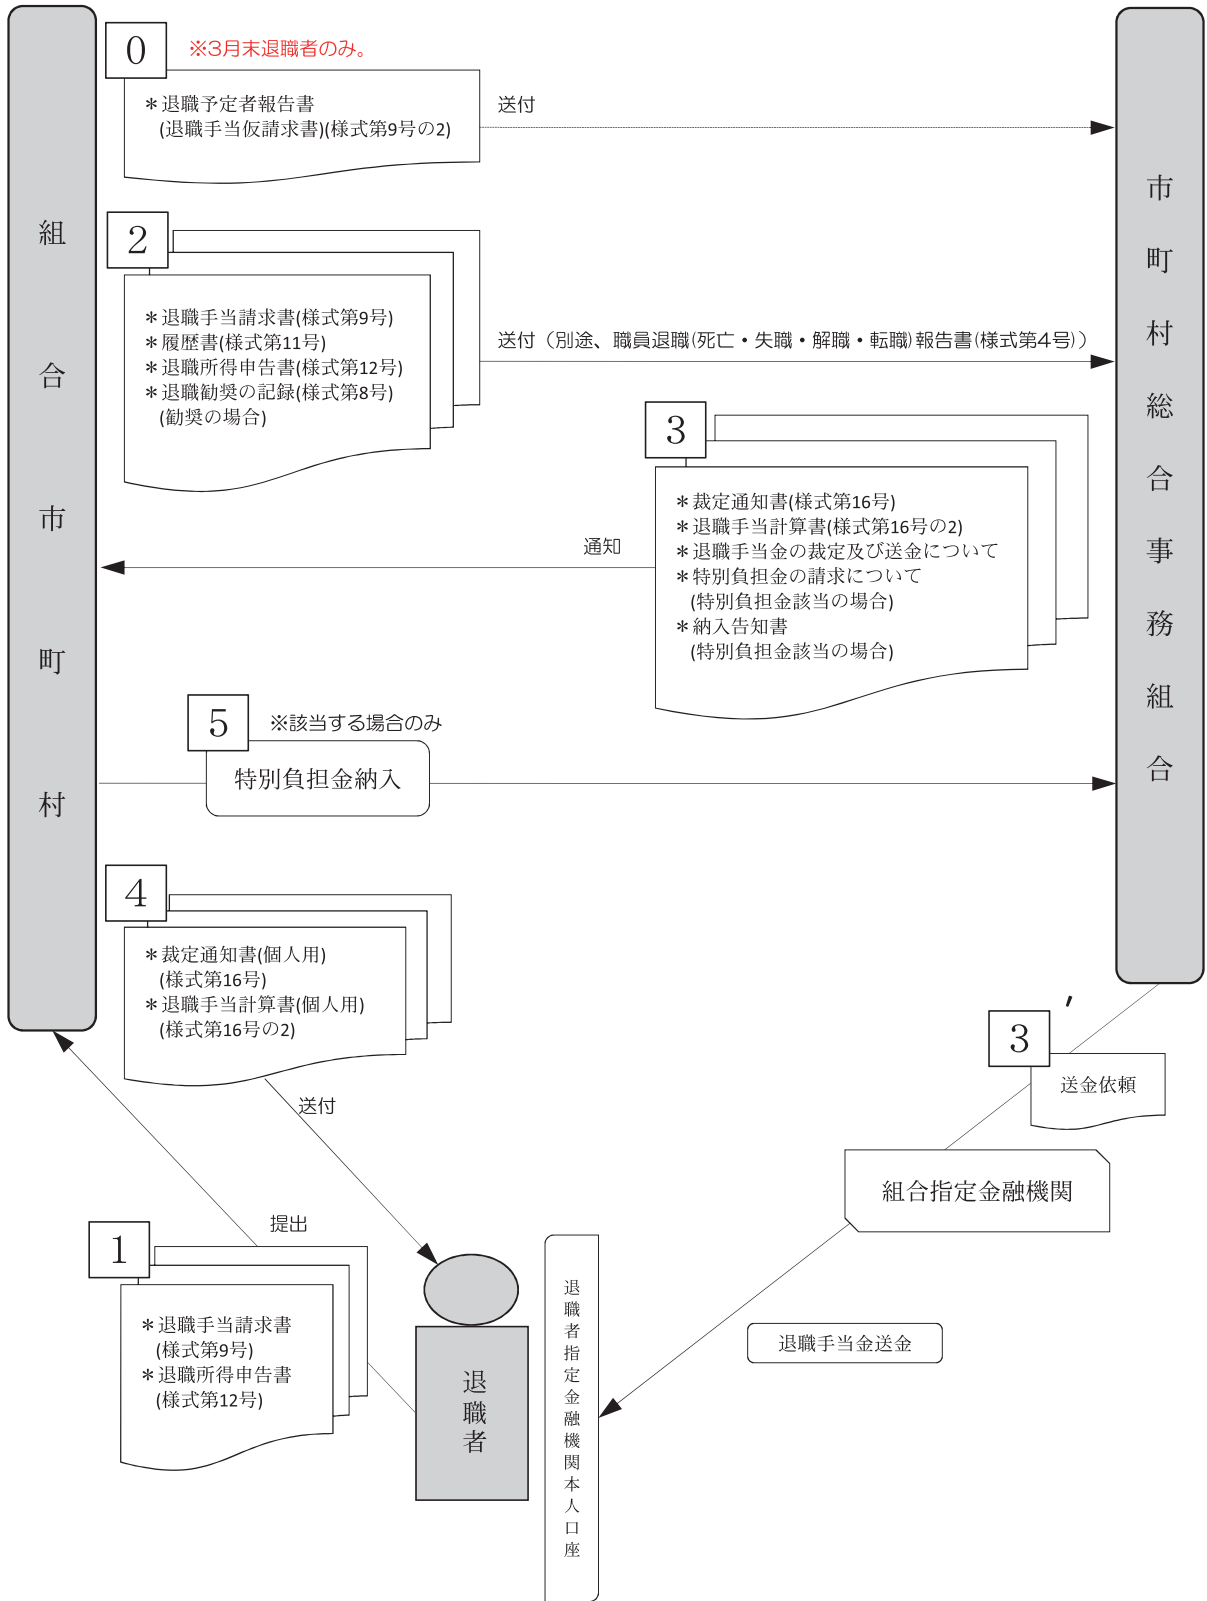 組合市町村
市町村総合事務組合
0
※3月末退職者のみ。
＊退職予定者報告書
(退職手当仮請求書)(様式第9号の2)
送付
2
＊退職手当請求書(様式第9号)
＊履歴書(様式第11号)
＊退職所得申告書(様式第12号)
＊退職勧奨の記録(様式第8号)
(勧奨の場合)
送付（別途、職員退職(死亡・失職・解職・転職)報告書(様式第4号)）
3
＊裁定通知書(様式第16号)
＊退職手当計算書(様式第16号の2)
＊退職手当金の裁定及び送金について
＊特別負担金の請求について
(特別負担金該当の場合)
＊納入告知書
(特別負担金該当の場合)
通知
5
※該当する場合のみ
特別負担金納入
4
＊裁定通知書(個人用)
(様式第16号)
＊退職手当計算書(個人用)
(様式第16号の2)
送付
3′
送金依頼
組合指定金融機関
提出
1
＊退職手当請求書
(様式第9号)
＊退職所得申告書
(様式第12号)
退職者
退職者指定金融機関本人口座
退職手当金送金